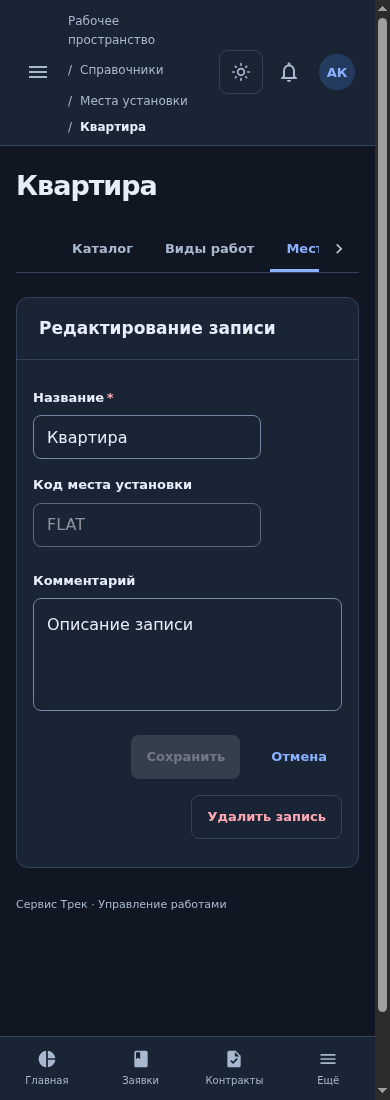 Рабочее
пространство
/ Справочники
/ Места установки
/ Квартира
АК
Квартира
Каталог
Виды работ
Мест
Редактирование записи
Название *
Квартира
Код места установки
FLAT
Комментарий
Описание записи
Сохранить
Отмена
Удалить запись
Сервис Трек · Управление работами
Главная
Заявки
Контракты
Ещё